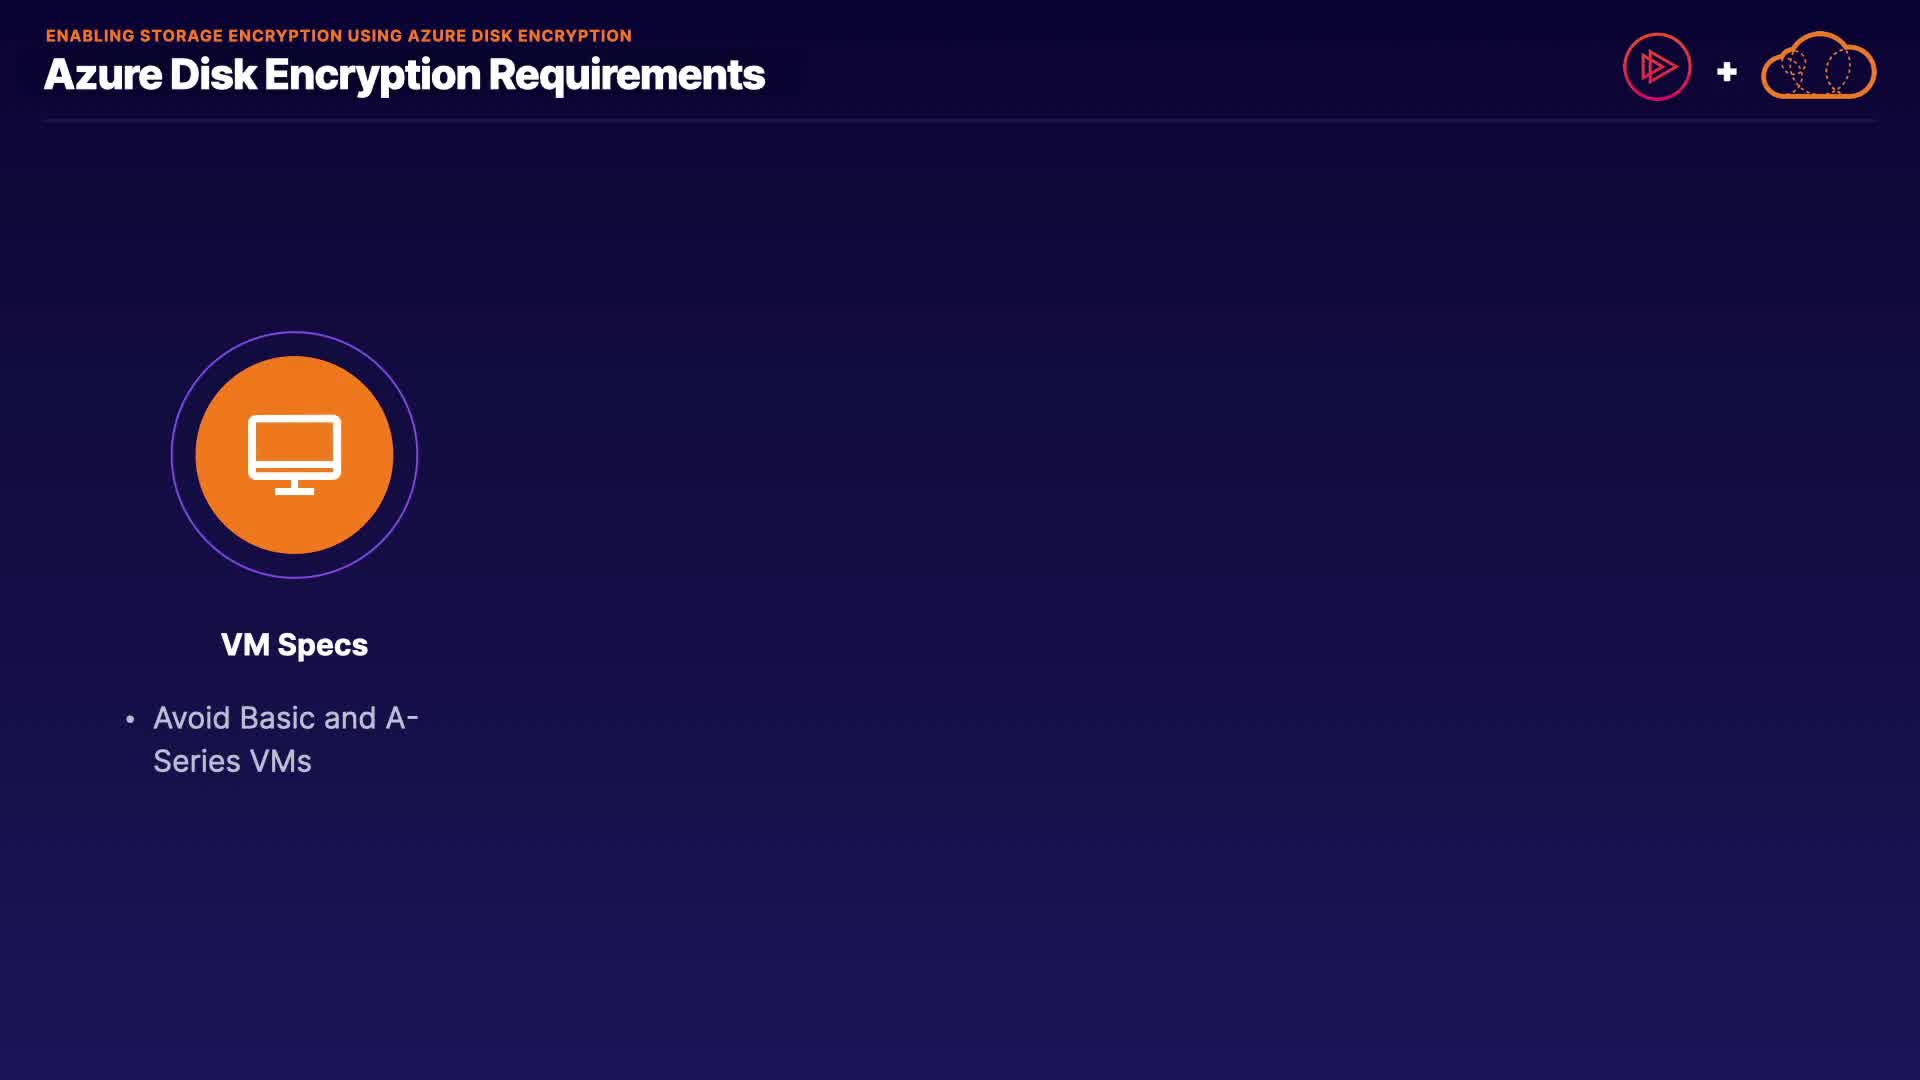 ENABLING STORAGE ENCRYPTION USING AZURE DISK ENCRYPTION
Azure Disk Encryption Requirements
VM Specs
• Avoid Basic and A-
Series VMs